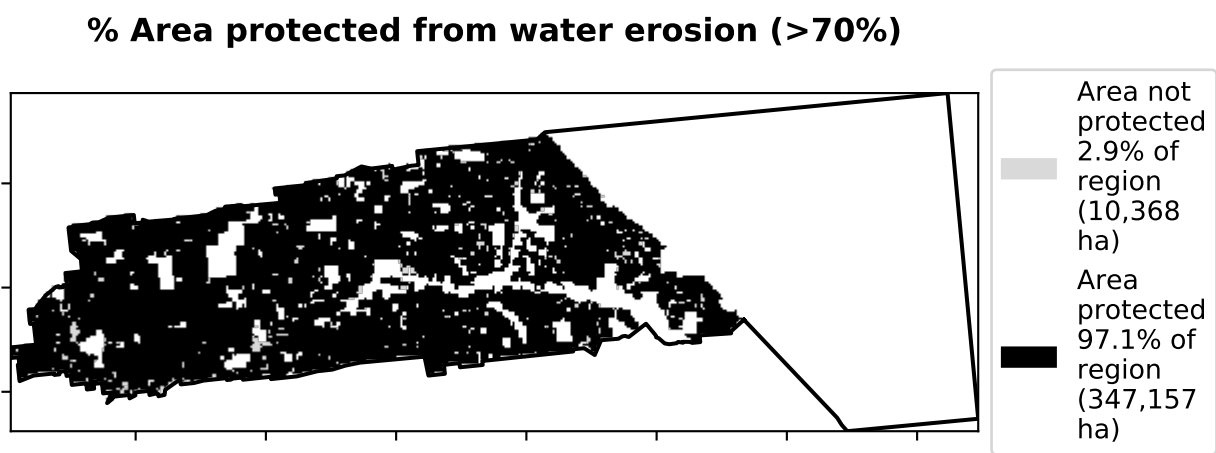 % Area protected from water erosion (>70%)
Area not
protected
2.9% of
region
(10,368
ha)
Area
protected
97.1% of
region
(347,157
ha)